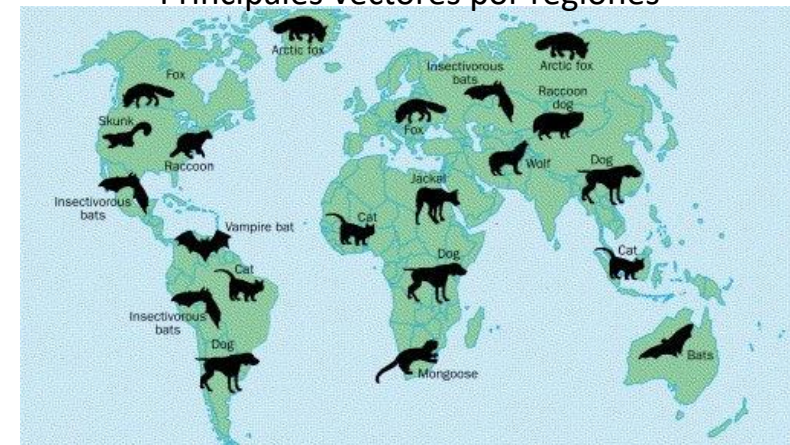 Principales vectores por regiones
Arctic fox
Arctic fox
Insectivorous
bats
Fox
Raccoon
dog
Skunk
Fox
Raccoon
Wolf
Dog
Jackal
Insectivorous
bats
Cat
Vampire bat
Dog
Cat
Cat
Insectivorous
bats
Dog
Bats
Mongoose